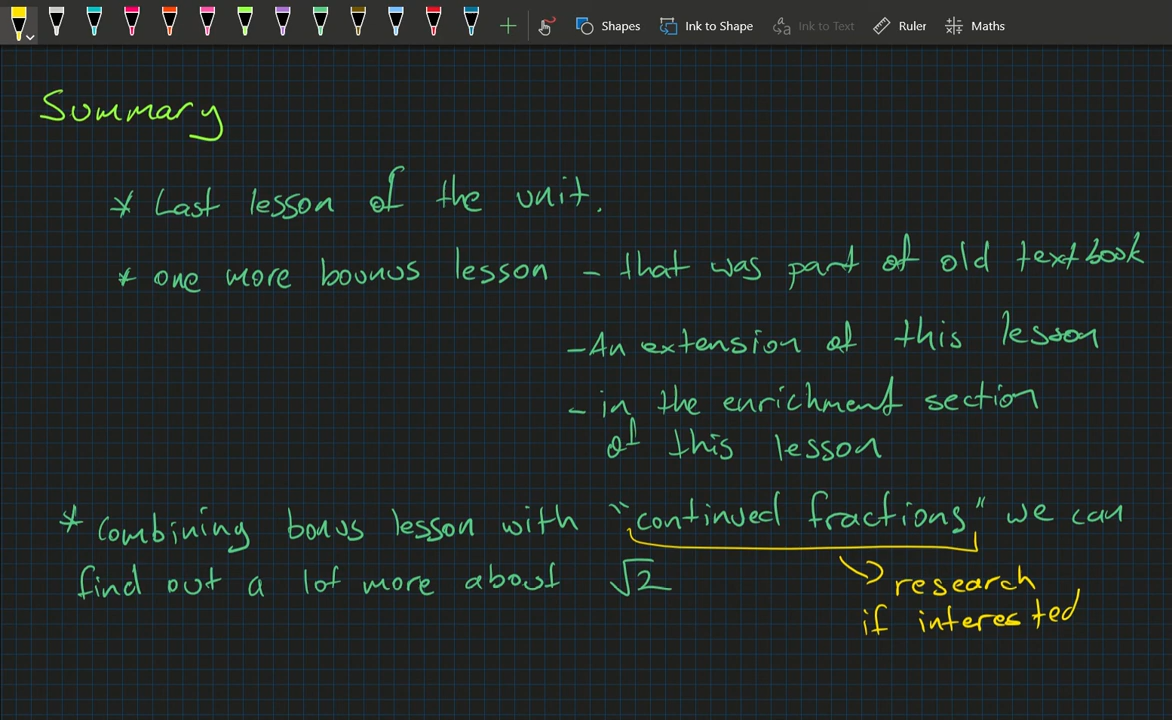 Shapes Ink to Shape Ink to Text Ruler Maths
Summary
* Last lesson of the unit.
* one more bounus lesson - that was part of old textbook
- An extension of this lesson
- in the enrichment section
of this lesson
* Combining bonus lesson with "continued fractions" we can
find out a lot more about √2
research
if interested